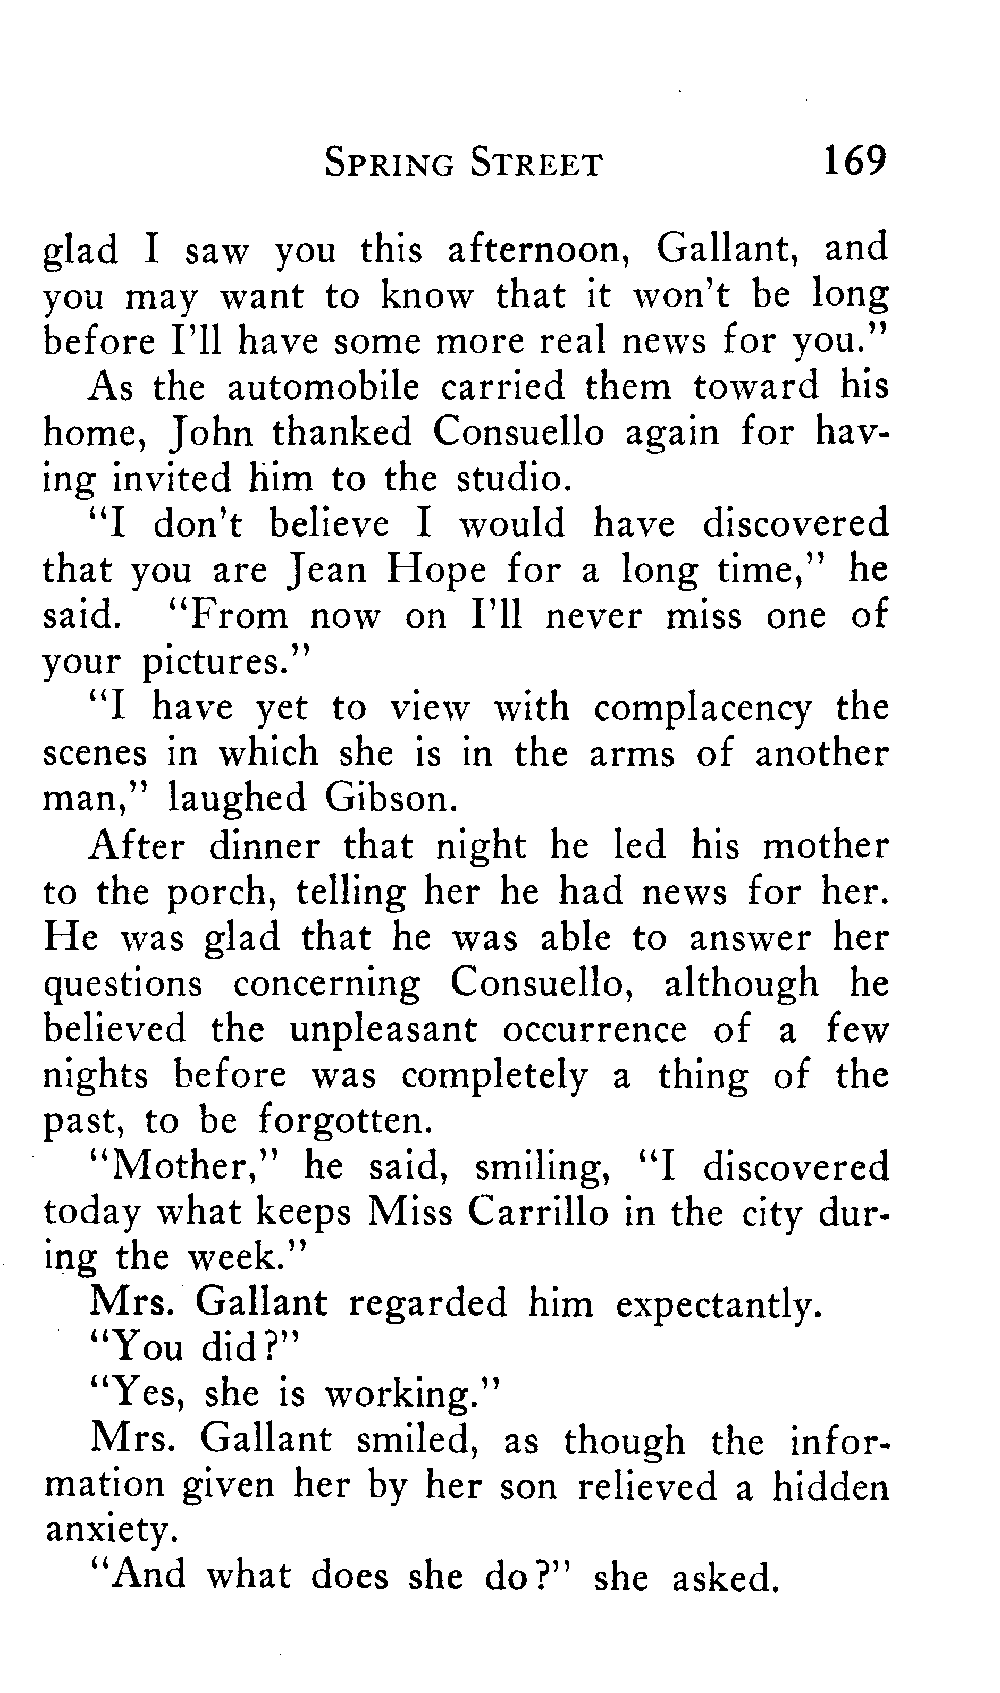 SPRING STREET 169
glad I saw you this afternoon, Gallant, and
you may want to know that it won't be long
before I'll have some more real news for you."
As the automobile carried them toward his
home, John thanked Consuello again for hav-
ing invited him to the studio.
"I don't believe I would have discovered
that you are Jean Hope for a long time," he
said. "From now on I'll never miss one of
your pictures."
"I have yet to view with complacency the
scenes in which she is in the arms of another
man," laughed Gibson.
After dinner that night he led his mother
to the porch, telling her he had news for her.
He was glad that he was able to answer her
questions concerning Consuello, although he
believed the unpleasant occurrence of a few
nights before was completely a thing of the
past, to be forgotten.
"Mother," he said, smiling, "I discovered
today what keeps Miss Carrillo in the city dur-
ing the week."
Mrs. Gallant regarded him expectantly.
"You did?"
"Yes, she is working."
Mrs. Gallant smiled, as though the infor-
mation given her by her son relieved a hidden
anxiety.
"And what does she do?" she asked.